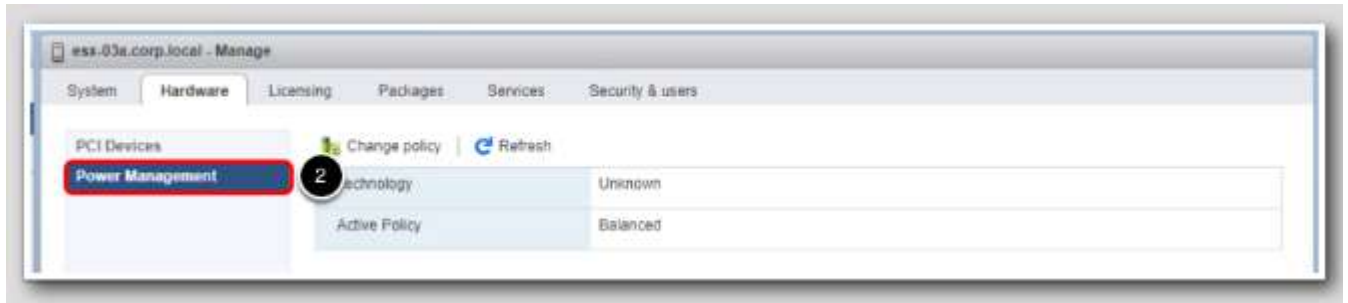 esx-03a.corp.local - Manage
System Hardware Licensing Packages Services Security & users
PCI Devices Change policy Refresh
Power Management 2 echnology Unknown
Active Policy Balanced